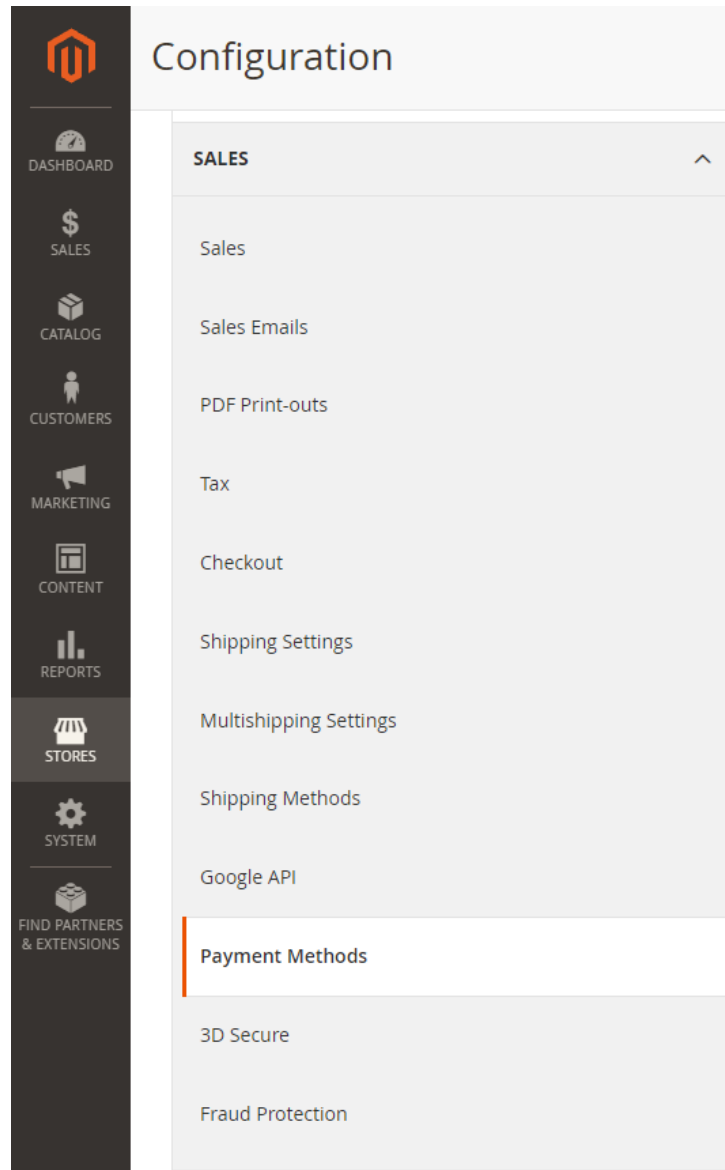 Configuration
DASHBOARD
SALES
CATALOG
CUSTOMERS
MARKETING
CONTENT
REPORTS
STORES
SYSTEM
FIND PARTNERS
& EXTENSIONS
SALES
Sales
Sales Emails
PDF Print-outs
Tax
Checkout
Shipping Settings
Multishipping Settings
Shipping Methods
Google API
Payment Methods
3D Secure
Fraud Protection